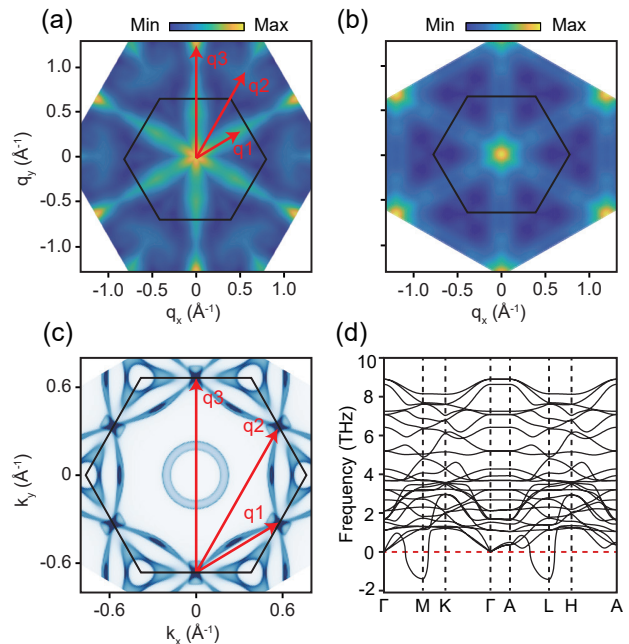 (a) Min Max
(b) Min Max
q3
q2
q1
1.0
0.5
0
-0.5
-1.0
q_y (Å⁻¹)
-1.0 -0.5 0 0.5 1.0
q_x (Å⁻¹)
-1.0 -0.5 0 0.5 1.0
q_x (Å⁻¹)
(c)
q3
q2
q1
0.6
0
-0.6
k_y (Å⁻¹)
-0.6 0 0.6
k_x (Å⁻¹)
(d)
10
8
6
4
2
0
-2
Frequency (THz)
Γ M K Γ A L H A